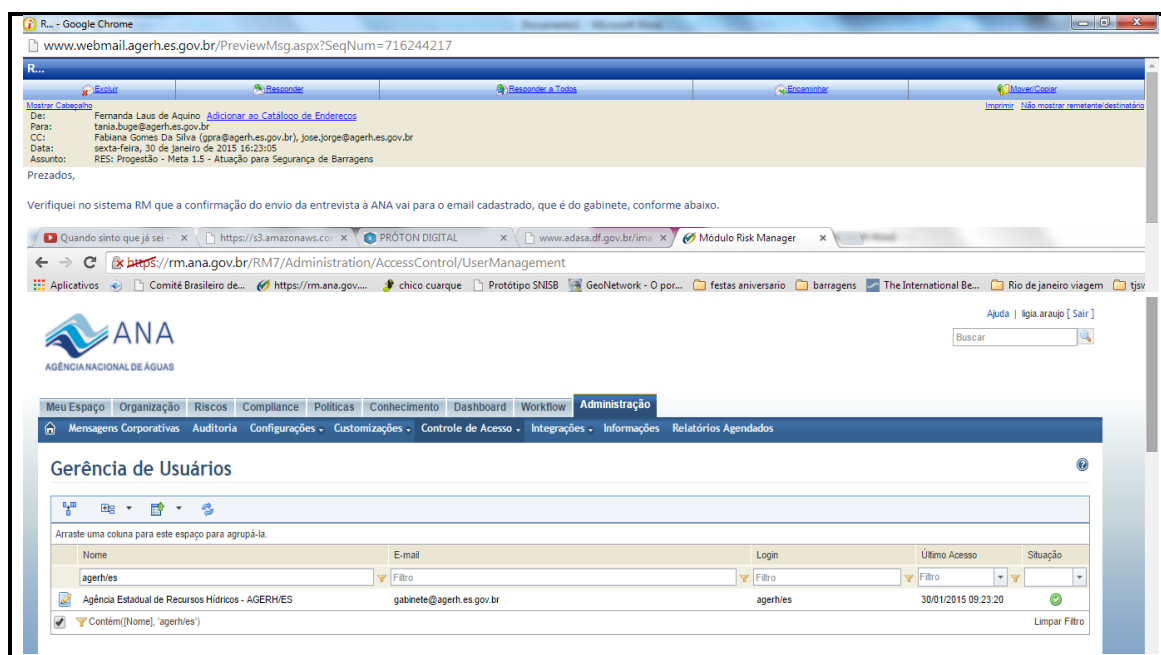 R... - Google Chrome
www.webmail.agerh.es.gov.br/PreviewMsg.aspx?SeqNum=716244217
R...
Excluir Responder Responder a Todos Encaminhar Mover/Copiar
Mostrar Cabeçalho Imprimir Não mostrar remetente/destinatário
De: Fernanda Laus de Aquino Adicionar ao Catálogo de Endereços
Para: tania.buge@agerh.es.gov.br
CC: Fabiana Gomes Da Silva (gpra@agerh.es.gov.br), jose.jorge@agerh.es.gov.br
Data: sexta-feira, 30 de janeiro de 2015 16:23:05
Assunto: RES: Progestão - Meta 1.5 - Atuação para Segurança de Barragens
Prezados,
Verifiquei no sistema RM que a confirmação do envio da entrevista à ANA vai para o email cadastrado, que é do gabinete, conforme abaixo.
Quando sinto que já sei - https://s3.amazonaws.cor PRÓTON DIGITAL www.adasa.df.gov.br/ima Módulo Risk Manager
https://rm.ana.gov.br/RM7/Administration/AccessControl/UserManagement
Aplicativos Comitê Brasileiro de... https://rm.ana.gov.... chico cuarque Protótipo SNISB GeoNetwork - O por... festas aniversario barragens The International Be... Rio de janeiro viagem tjsv
Ajuda | ligia.araujo [ Sair ]
ANA
Buscar
AGÊNCIA NACIONAL DE ÁGUAS
Meu Espaço Organização Riscos Compliance Políticas Conhecimento Dashboard Workflow Administração
Mensagens Corporativas Auditoria Configurações Customizações Controle de Acesso Integrações Informações Relatórios Agendados
Gerência de Usuários
Arraste uma coluna para este espaço para agrupá-la.
Nome E-mail Login Último Acesso Situação
agerh/es Filtro Filtro Filtro
Agência Estadual de Recursos Hídricos - AGERH/ES gabinete@agerh.es.gov.br agerh/es 30/01/2015 09:23:20
Contém([Nome], 'agerh/es') Limpar Filtro